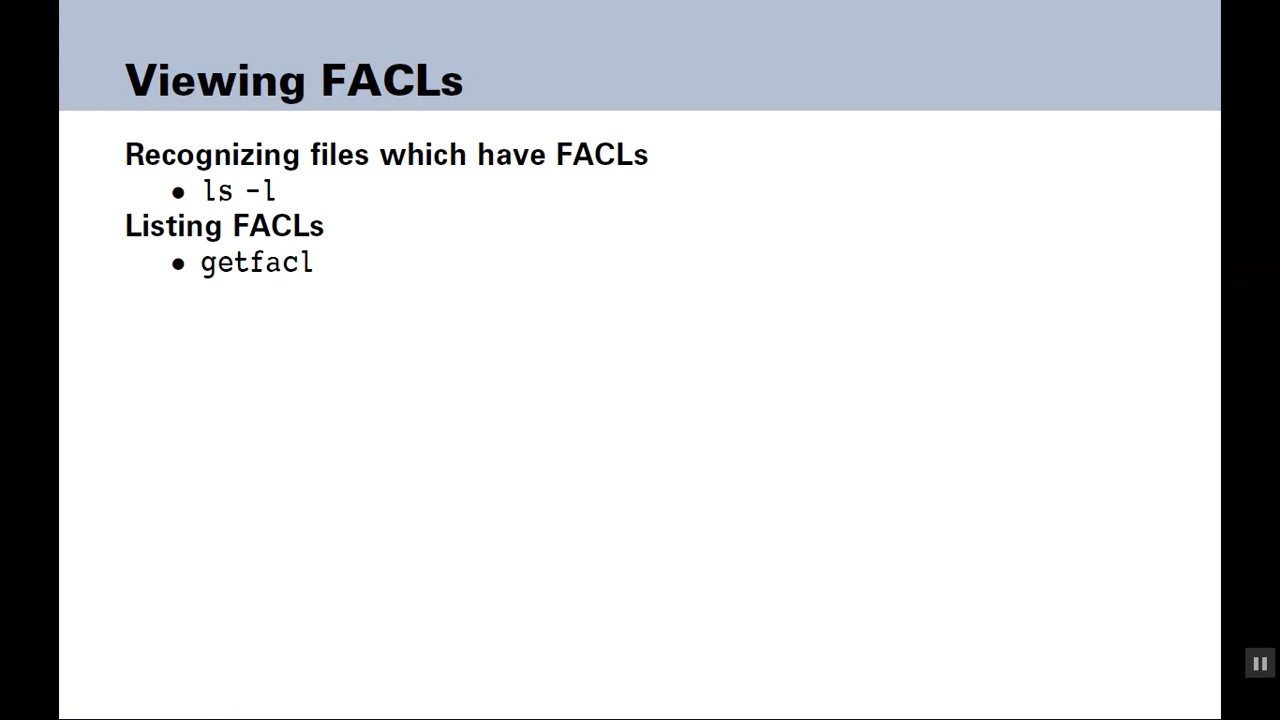 Viewing FACLs
Recognizing files which have FACLs
• ls -l
Listing FACLs
• getfacl